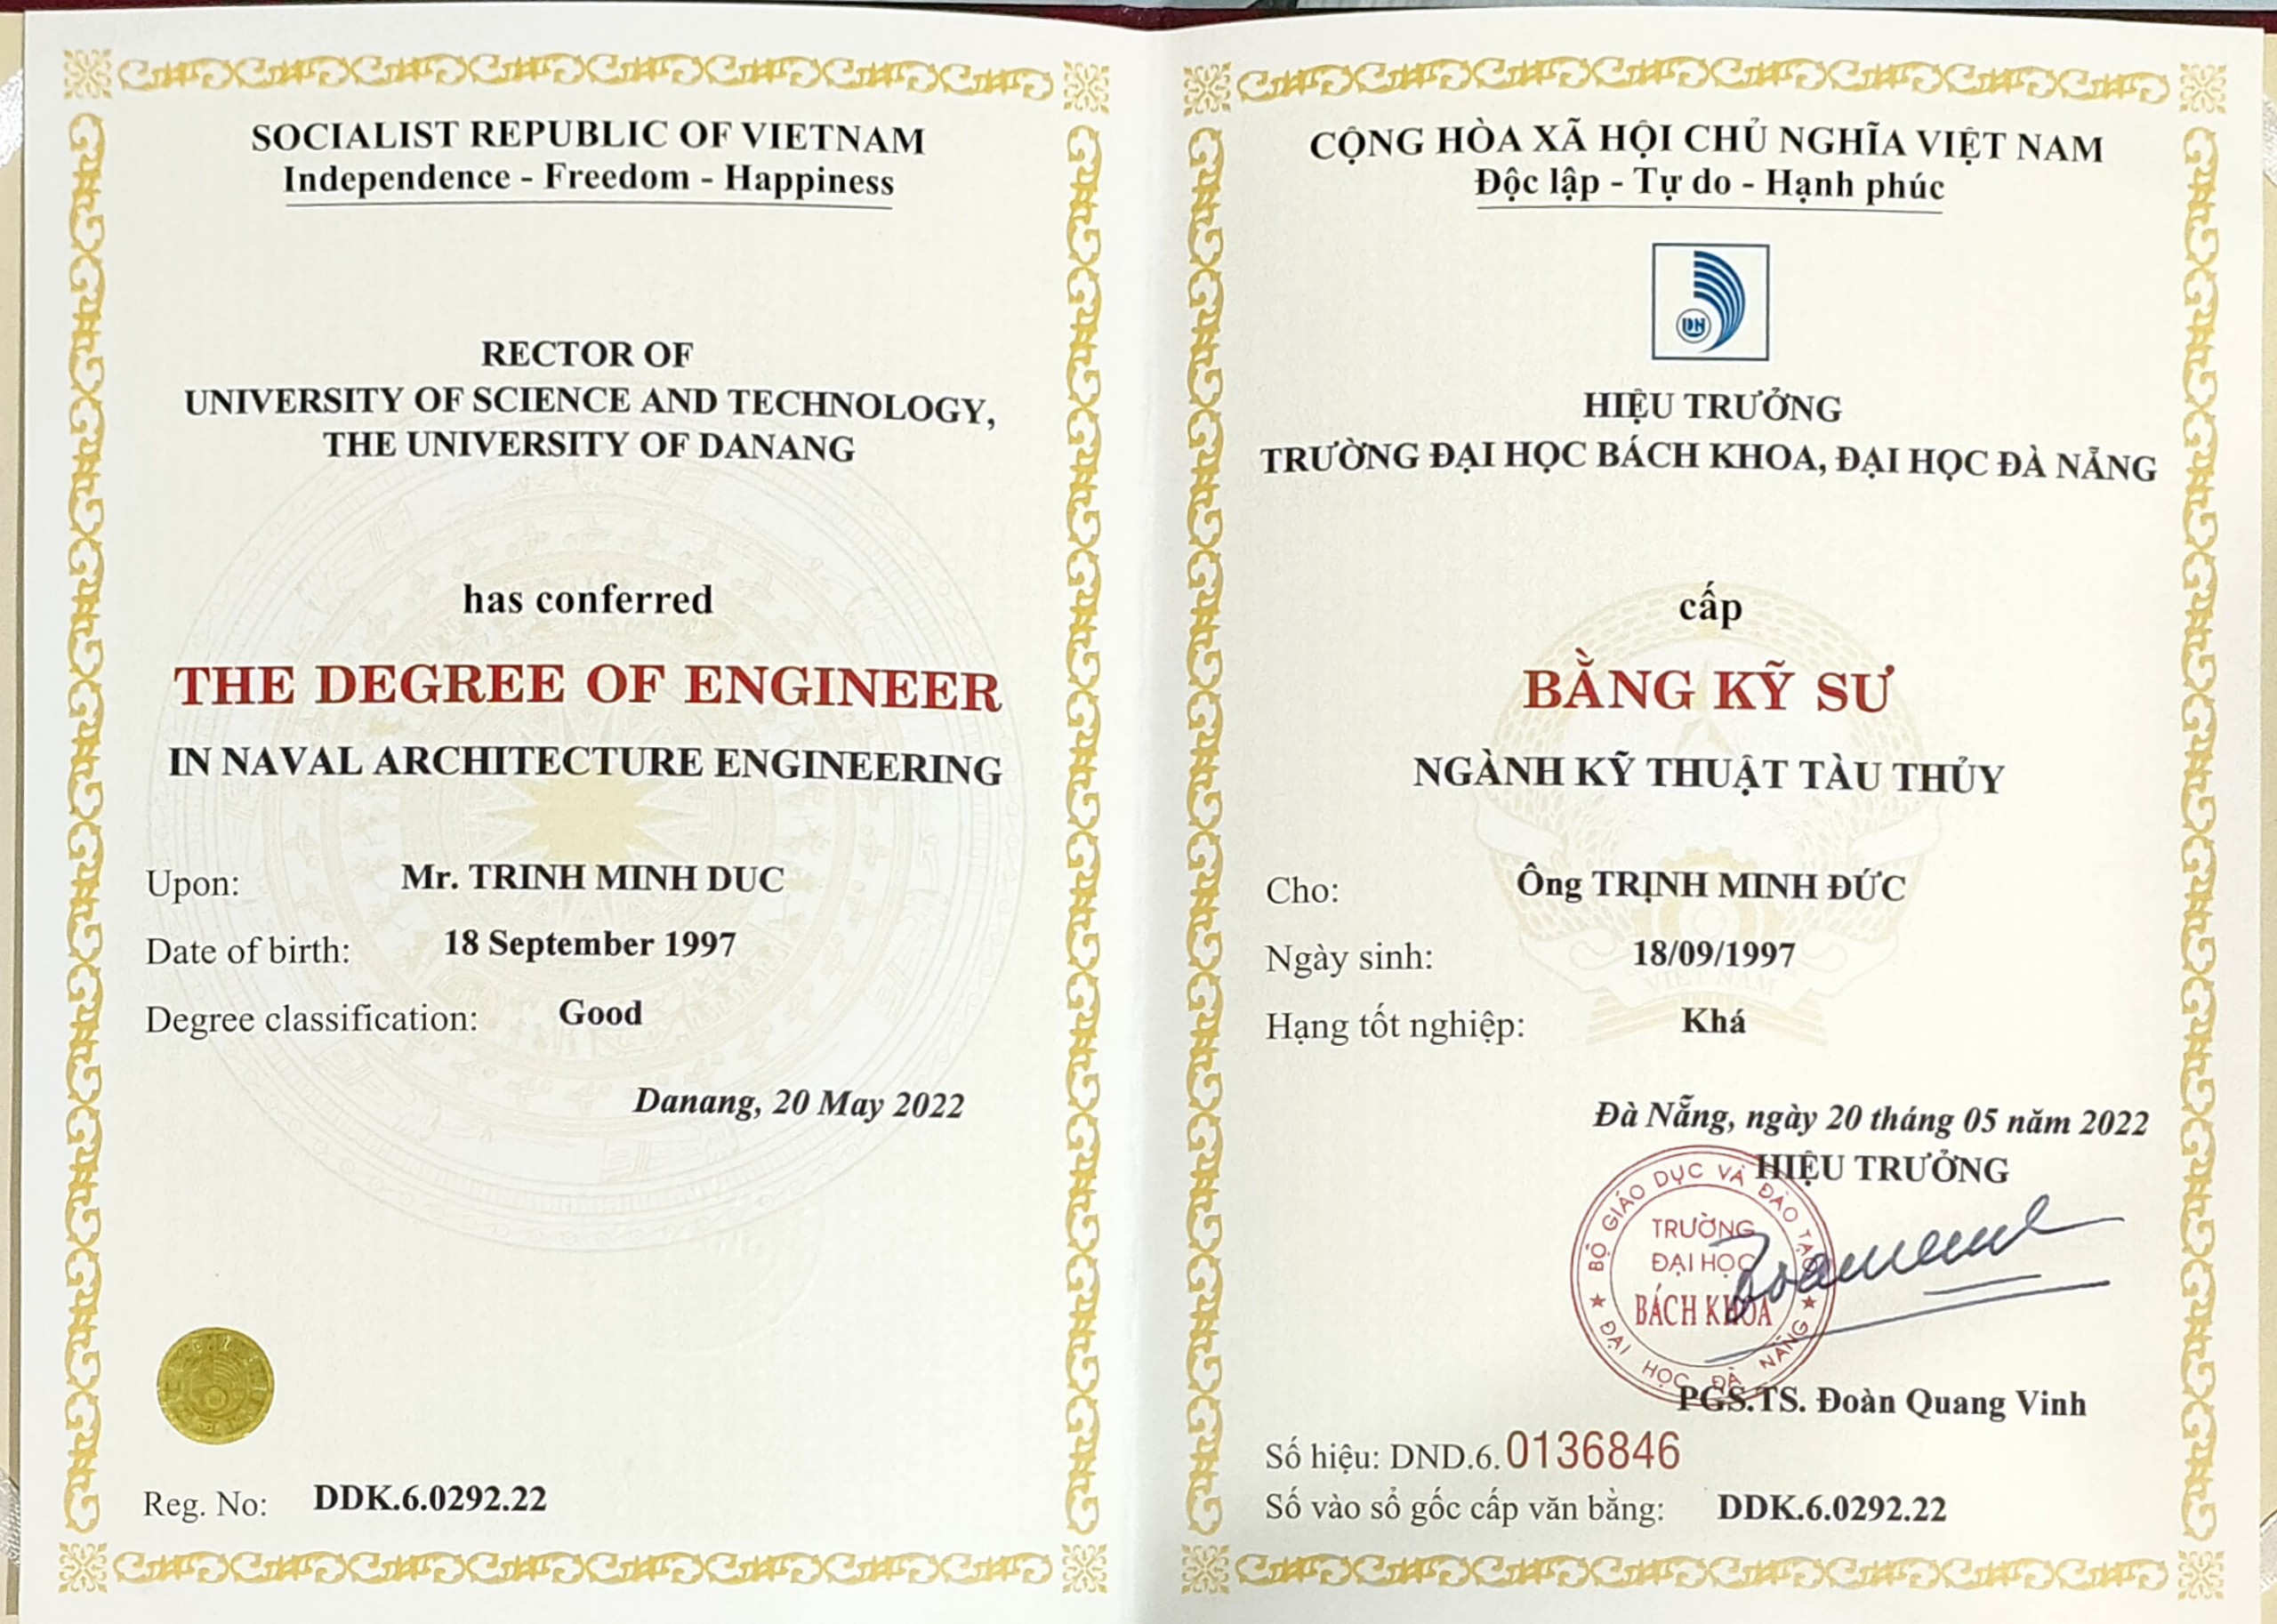 SOCIALIST REPUBLIC OF VIETNAM
Independence - Freedom - Happiness
RECTOR OF
UNIVERSITY OF SCIENCE AND TECHNOLOGY,
THE UNIVERSITY OF DANANG
has conferred
THE DEGREE OF ENGINEER
IN NAVAL ARCHITECTURE ENGINEERING
Upon: Mr. TRINH MINH DUC
Date of birth: 18 September 1997
Degree classification: Good
Danang, 20 May 2022
Reg. No: DDK.6.0292.22
CỘNG HÒA XÃ HỘI CHỦ NGHĨA VIỆT NAM
Độc lập - Tự do - Hạnh phúc
DN
HIỆU TRƯỞNG
TRƯỜNG ĐẠI HỌC BÁCH KHOA, ĐẠI HỌC ĐÀ NẴNG
cấp
BẰNG KỸ SƯ
NGÀNH KỸ THUẬT TÀU THỦY
Cho: Ông TRỊNH MINH ĐỨC
Ngày sinh: 18/09/1997
VIỆT NAM
Hạng tốt nghiệp: Khá
Đà Nẵng, ngày 20 tháng 05 năm 2022
HIỆU TRƯỞNG
BỘ GIÁO DỤC VÀ ĐÀO TẠO
TRƯỜNG
ĐẠI HỌC
BÁCH KHOA
ĐẠI HỌC ĐÀ NẴNG
PGS.TS. Đoàn Quang Vinh
Số hiệu: DND.6.0136846
Số vào sổ gốc cấp văn bằng: DDK.6.0292.22